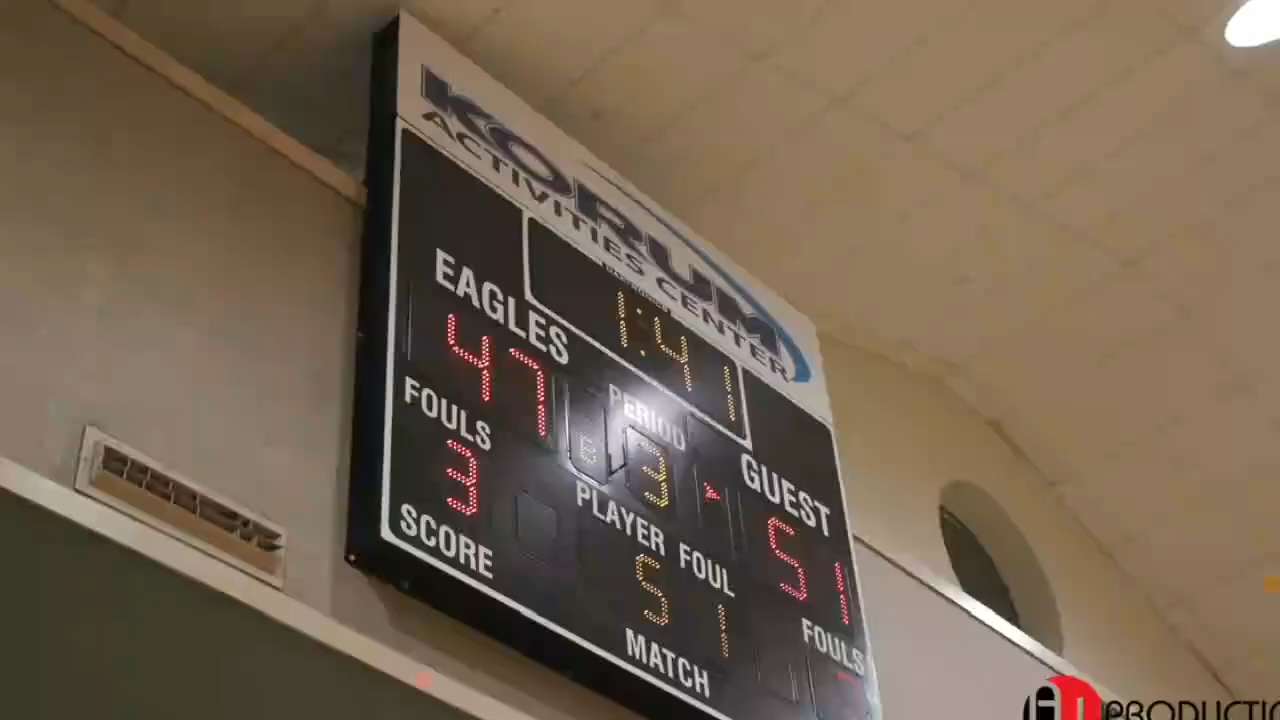 KORUM
ACTIVITIES CENTER
1:41
EAGLES
47
PERIOD
3
GUEST
51
FOULS
3
PLAYER FOUL
5 1
FOULS
SCORE
MATCH
PRODUCTIO